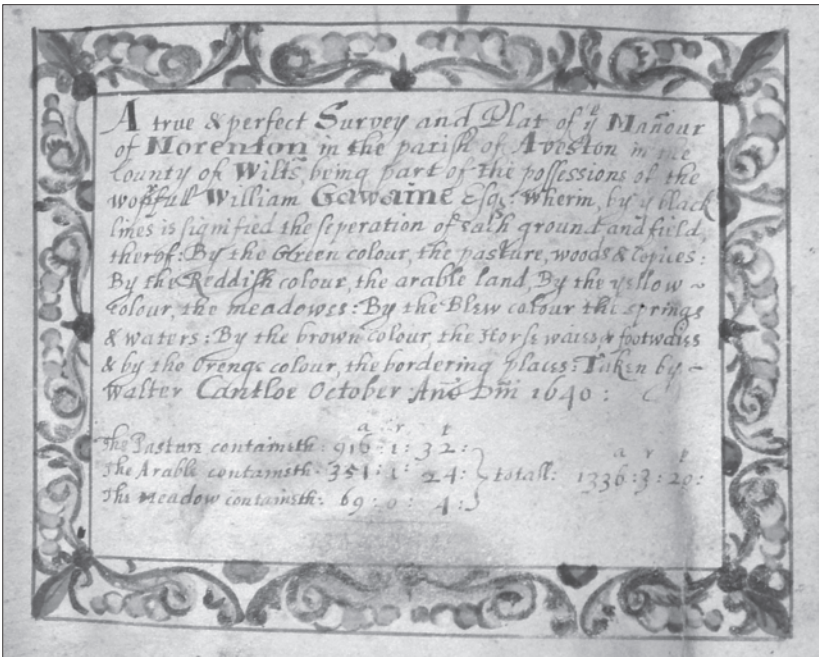 A true & perfect Survey and Plat of yᵉ Mañour
of Norenton in the parish of Aveston in the
County of Wilts, being part of the possessions of the
worᵖfull William Gawaine Esq: wherin, by yᵉ black
lines is signified the seperation of each ground and field
therof: By the Green colour, the pasture, woods & Copices:
By the Reddish colour, the arable land, By the yellow ~
colour, the meadowes: By the Blew colour the springs
& waters: By the brown colour, the Horse waies & footwaies
& by the Orenge colour, the bordering places: Taken by ~
Walter Cantloe October Año Dm̃i 1640:
a r p
The Pasture containeth: 916: 1: 32:
The Arable containeth: 351: 1: 24:
The Meadow containeth: 69: 0: 4:
a r p
totall: 1336: 3: 20: